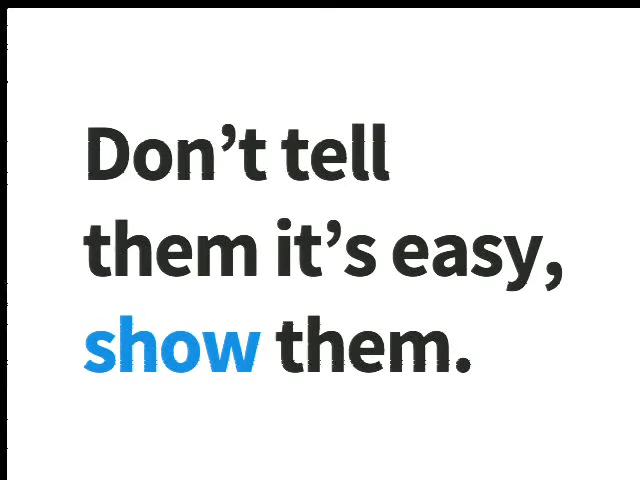 Don’t tell
them it’s easy,
show them.